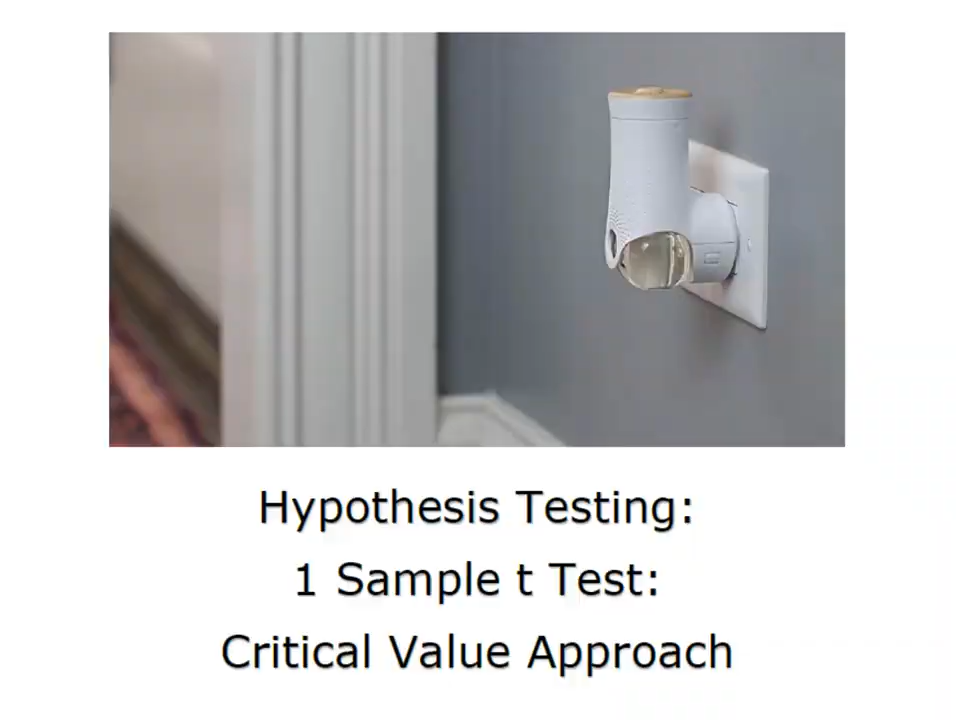 Hypothesis Testing:
1 Sample t Test:
Critical Value Approach